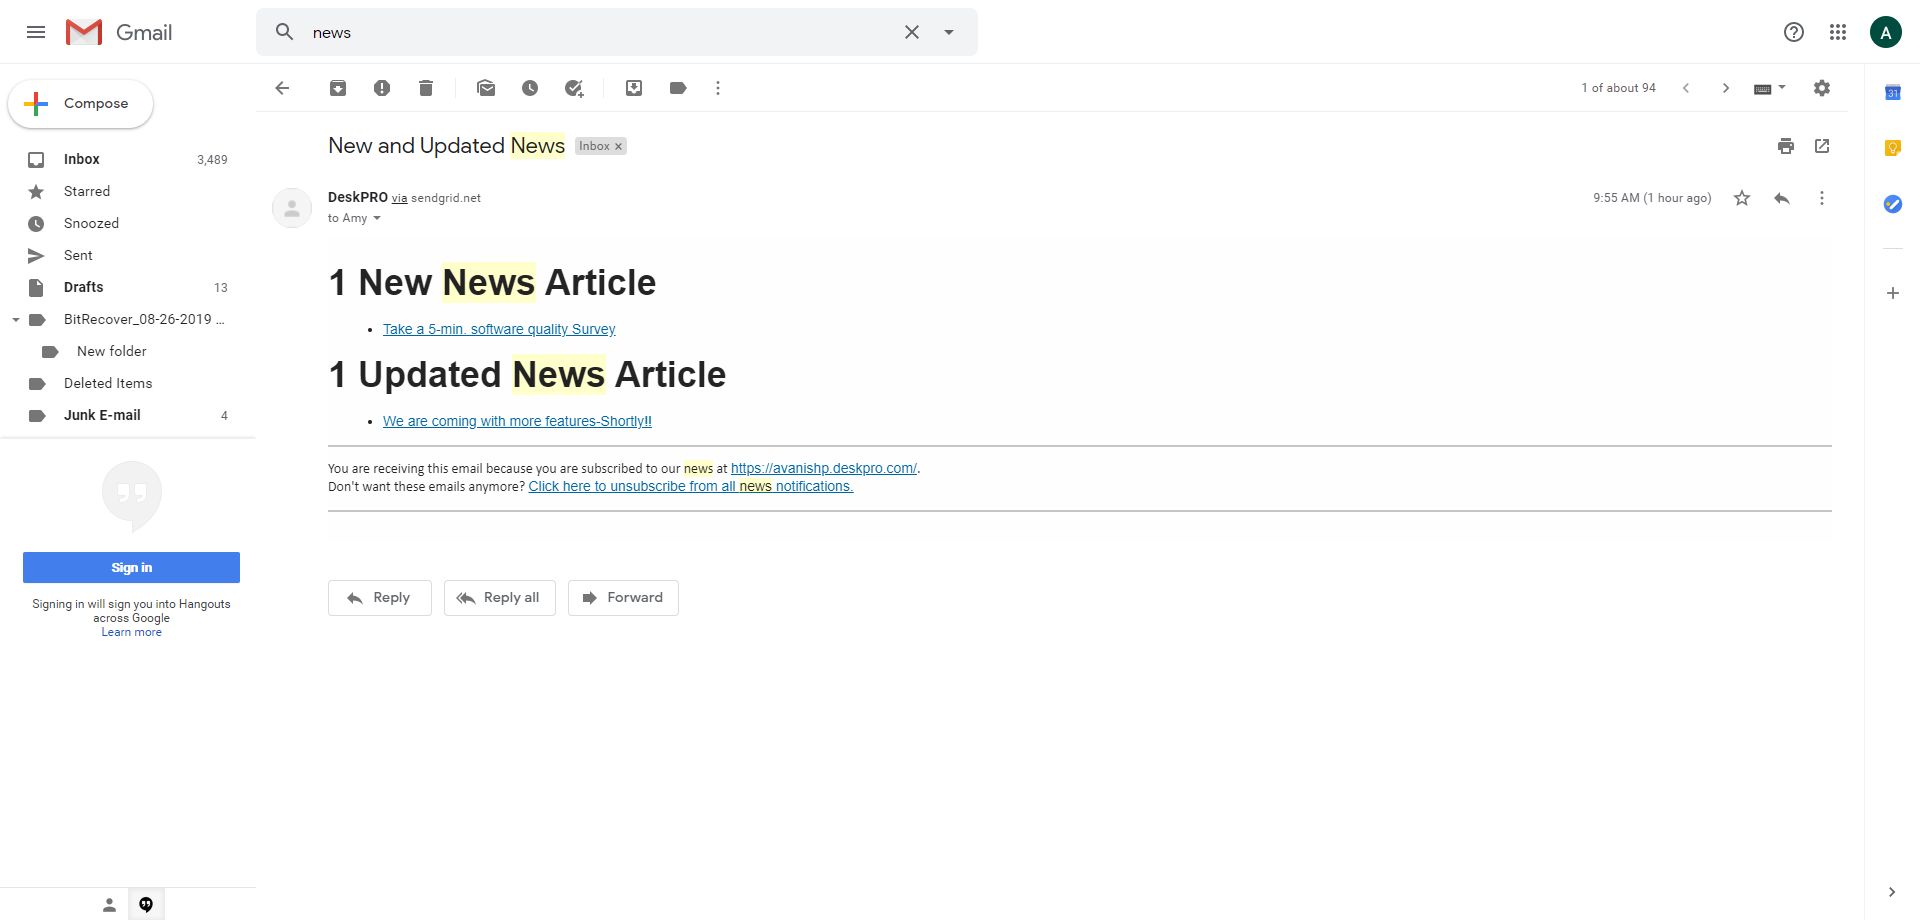 Gmail
news
A
Compose
1 of about 94
31
Inbox 3,489
Starred
Snoozed
Sent
Drafts 13
BitRecover_08-26-2019 ...
New folder
Deleted Items
Junk E-mail 4
Sign in
Signing in will sign you into Hangouts
across Google
Learn more
New and Updated News Inbox ×
DeskPRO via sendgrid.net
9:55 AM (1 hour ago)
to Amy
1 New News Article
• Take a 5-min. software quality Survey
1 Updated News Article
• We are coming with more features-Shortly!!
You are receiving this email because you are subscribed to our news at https://avanishp.deskpro.com/.
Don't want these emails anymore? Click here to unsubscribe from all news notifications.
Reply
Reply all
Forward